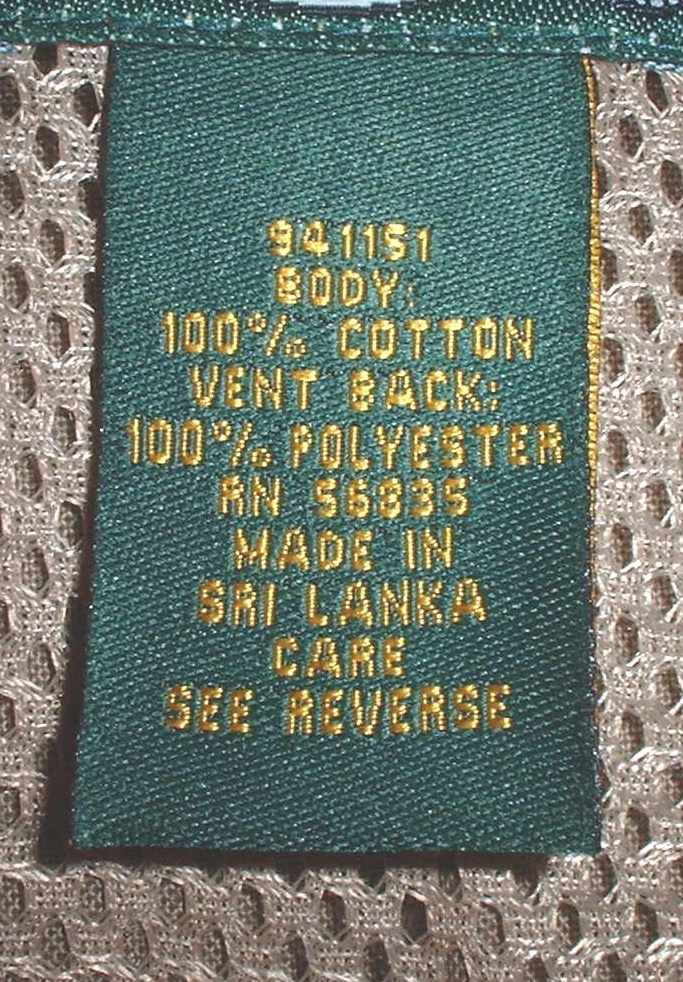 941151
BODY:
100% COTTON
VENT BACK:
100% POLYESTER
RN 56835
MADE IN
SRI LANKA
CARE
SEE REVERSE